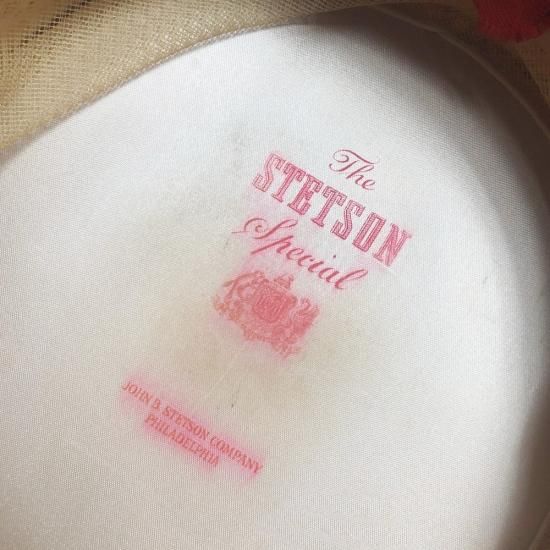 The
STETSON
Special
JOHN B. STETSON COMPANY
PHILADELPHIA